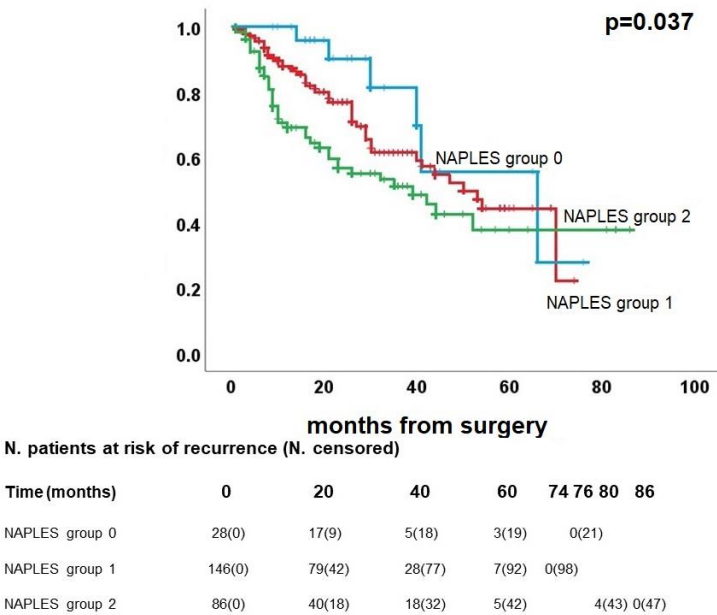 p=0.037
1.0
0.8
0.6
0.4
0.2
0.0
NAPLES group 0
NAPLES group 2
NAPLES group 1
0 20 40 60 80 100
months from surgery
N. patients at risk of recurrence (N. censored)
Time (months) 0 20 40 60 74 76 80 86
NAPLES group 0 28(0) 17(9) 5(18) 3(19) 0(21)
NAPLES group 1 146(0) 79(42) 28(77) 7(92) 0(98)
NAPLES group 2 86(0) 40(18) 18(32) 5(42) 4(43) 0(47)